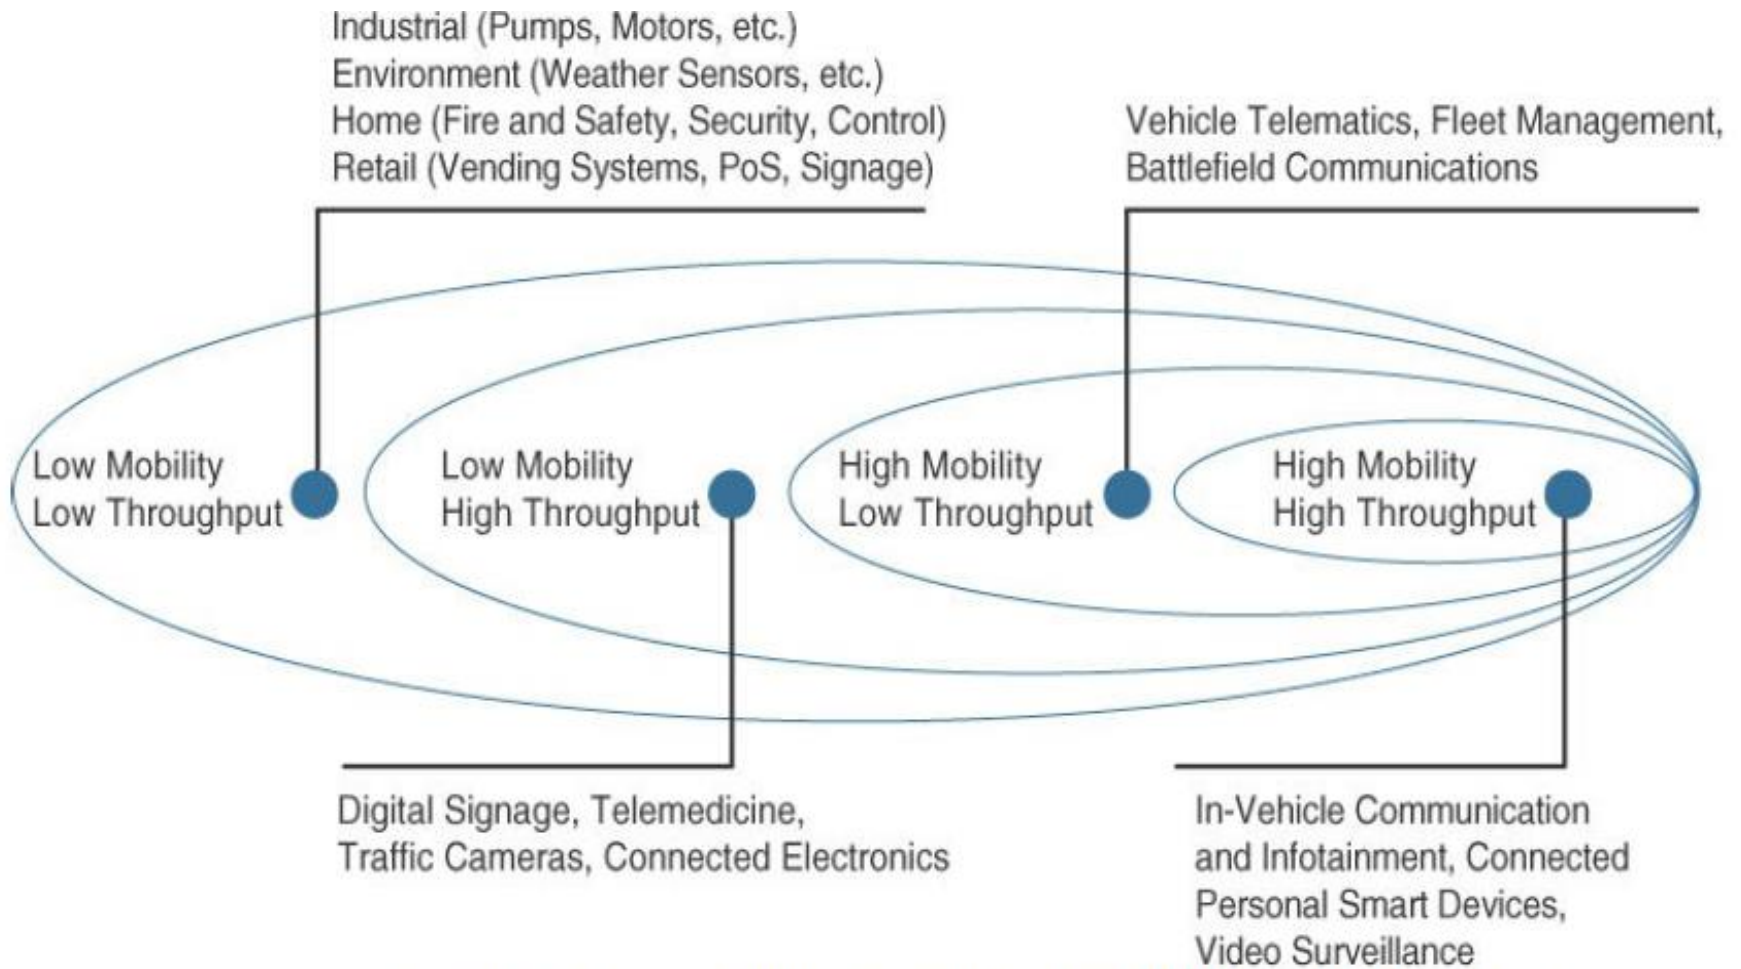 Industrial (Pumps, Motors, etc.)
Environment (Weather Sensors, etc.)
Home (Fire and Safety, Security, Control)
Retail (Vending Systems, PoS, Signage)
Vehicle Telematics, Fleet Management,
Battlefield Communications
Low Mobility
Low Throughput
Low Mobility
High Throughput
High Mobility
Low Throughput
High Mobility
High Throughput
Digital Signage, Telemedicine,
Traffic Cameras, Connected Electronics
In-Vehicle Communication
and Infotainment, Connected
Personal Smart Devices,
Video Surveillance